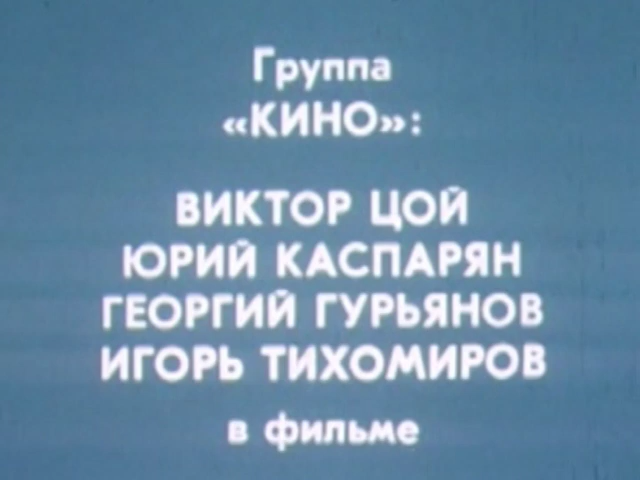 Группа
«КИНО»:
ВИКТОР ЦОЙ
ЮРИЙ КАСПАРЯН
ГЕОРГИЙ ГУРЬЯНОВ
ИГОРЬ ТИХОМИРОВ
в фильме